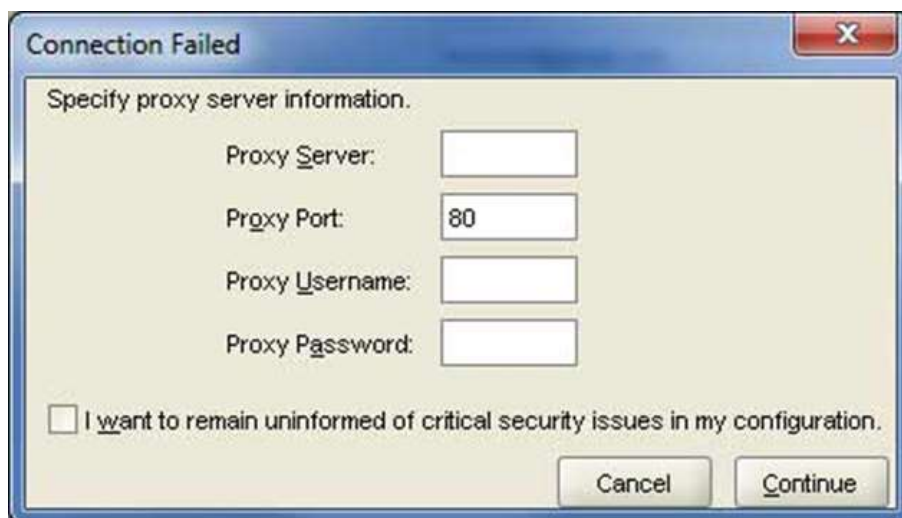 Connection Failed
Specify proxy server information.
Proxy Server:
Proxy Port: 80
Proxy Username:
Proxy Password:
I want to remain uninformed of critical security issues in my configuration.
Cancel Continue